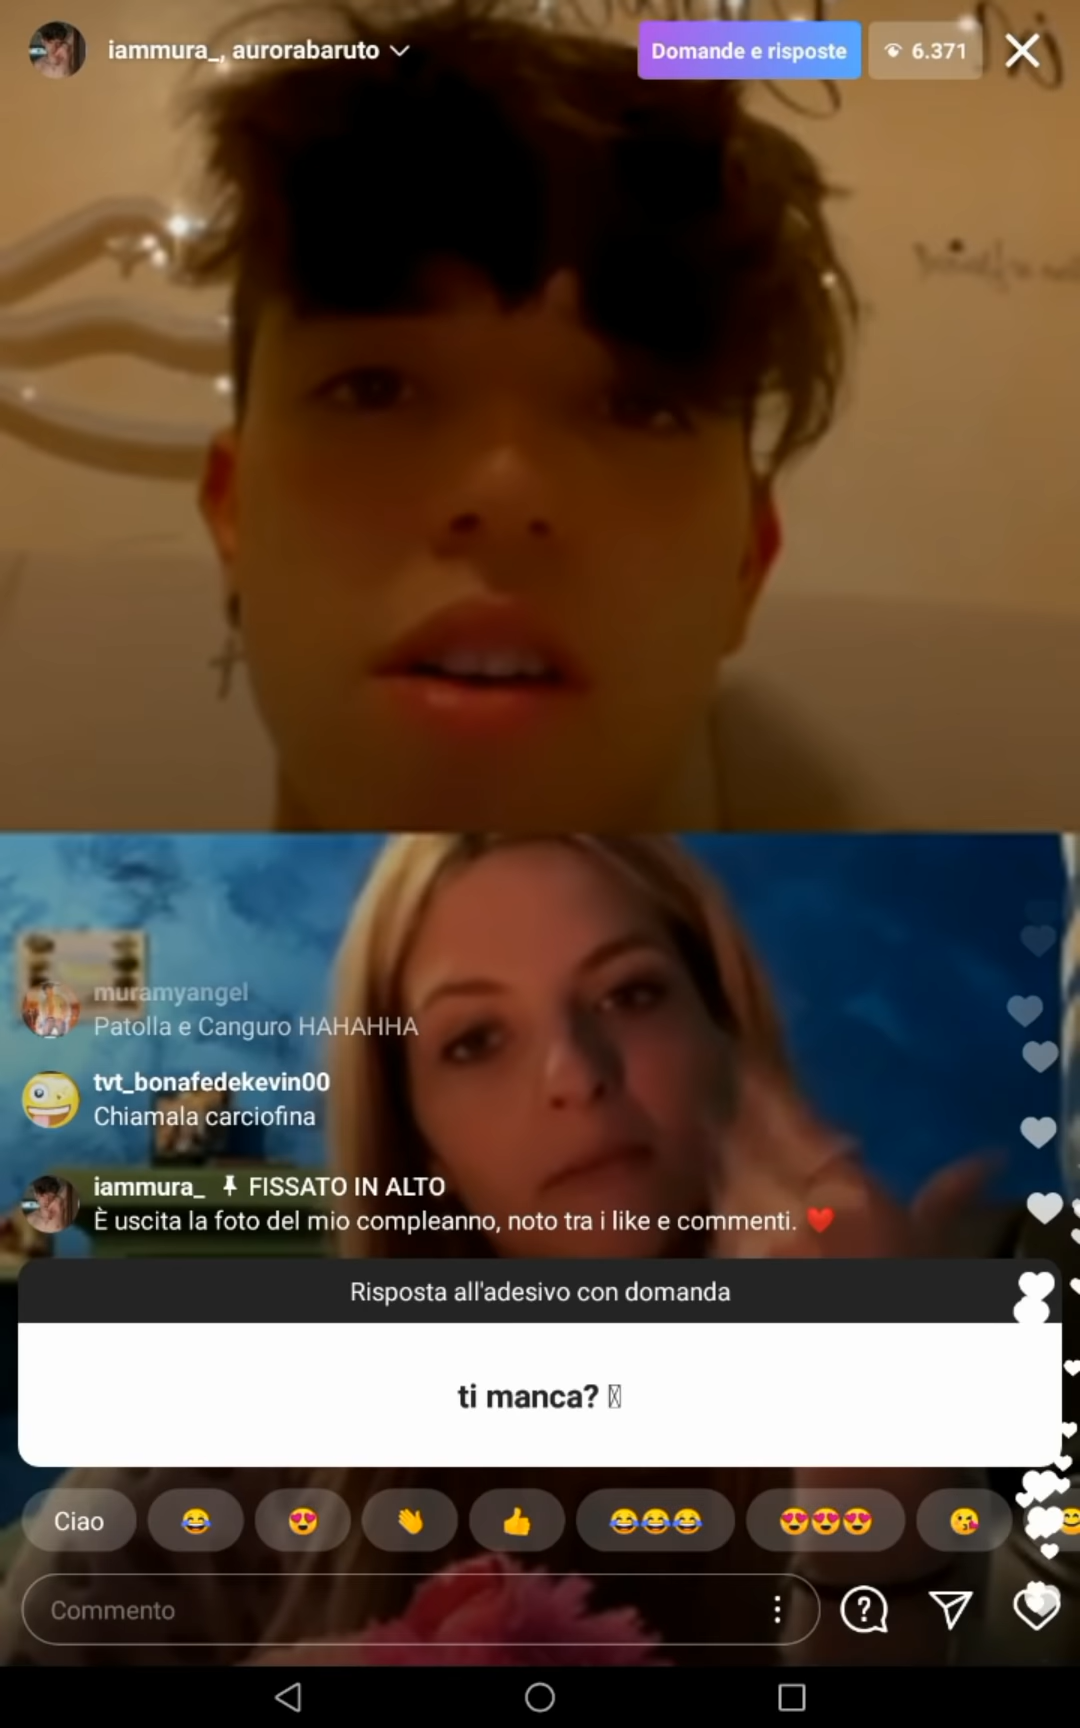 iammura_, aurorabaruto
Domande e risposte
6.371
muramyangel
Patolla e Canguro HAHAHHA
tvt_bonafedekevin00
Chiamala carciofina
iammura_ 📌 FISSATO IN ALTO
È uscita la foto del mio compleanno, noto tra i like e commenti. ❤️
Risposta all'adesivo con domanda
ti manca?
Ciao 😂 😍 👏 👍 😂😂😂 😍😍😍 😘 😊
Commento